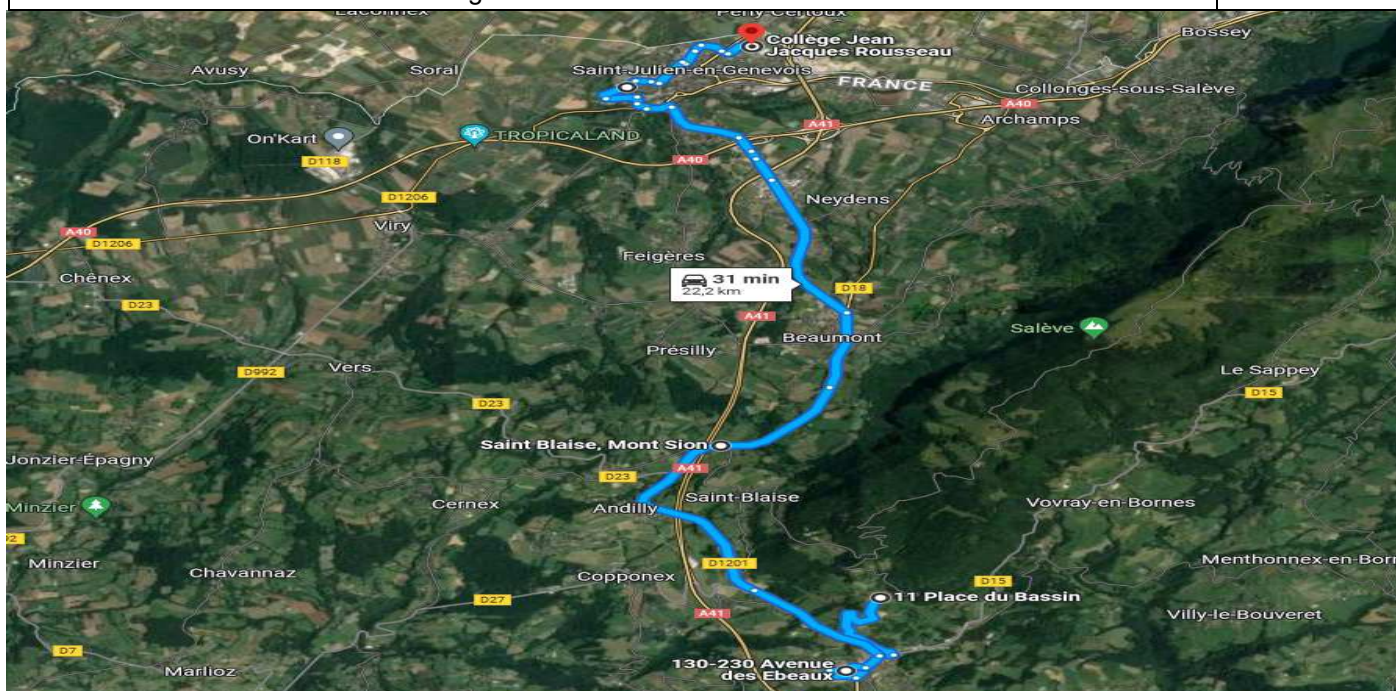 Collège Jean
Jacques Rousseau
Bossey
Avusy
Soral
Saint-Julien-en-Genevois
FRANCE
Collonges-sous-Salève
A40
Archamps
On'Kart
TROPICALAND
A41
D118
A40
D1206
Neydens
Viry
A40
D1206
Feigères
Chênex
31 min
22,2 km
D18
D23
A41
Salève
Beaumont
Présilly
Vers
D992
Le Sappey
D15
D23
Saint Blaise, Mont Sion
Jonzier-Épagny
A41
D23
Saint-Blaise
Minzier
Cernex
Andilly
Vovray-en-Bornes
Minzier
Chavannaz
Copponex
D1201
Menthonnex-en-Bor
D15
D27
11 Place du Bassin
A41
Villy-le-Bouveret
D7
Marlioz
130-230 Avenue
des Ebeaux